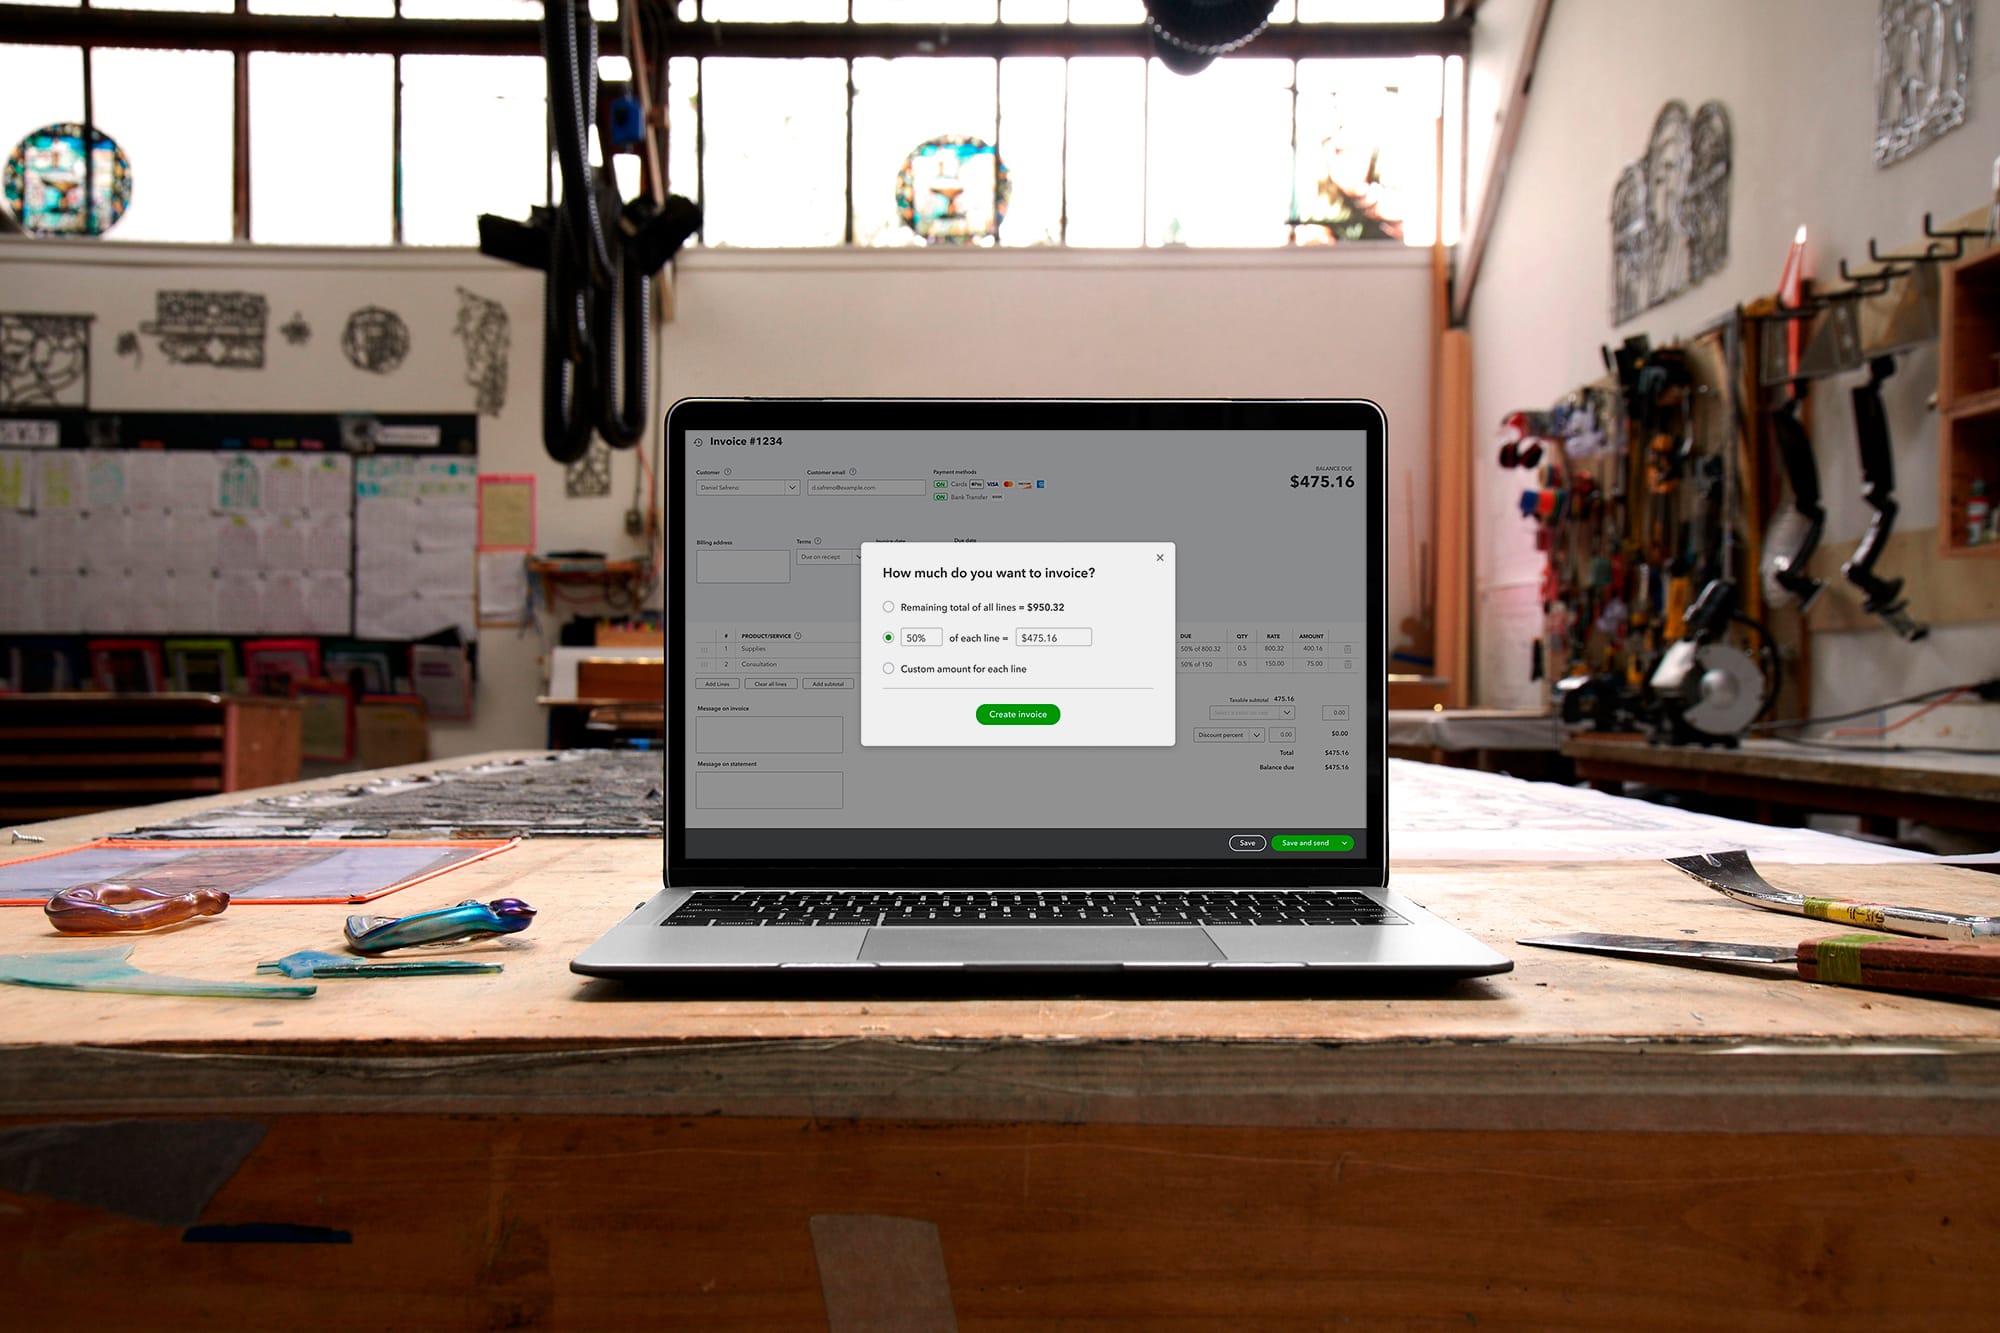 Invoice #1234
BALANCE DUE
$475.16
Customer
Customer email
Payment methods
Daniel Safreno
d.safreno@example.com
ON Cards Pay VISA
ON Bank Transfer BANK
Billing address
Terms
Invoice date
Due date
Due on reciept
How much do you want to invoice?
Remaining total of all lines = $950.32
50% of each line = $475.16
Custom amount for each line
Create invoice
# PRODUCT/SERVICE DUE QTY RATE AMOUNT
1 Supplies 50% of 800.32 0.5 800.32 400.16
2 Consultation 50% of 150 0.5 150.00 75.00
Add Lines
Clear all lines
Add subtotal
Taxable subtotal 475.16
0.00
Message on invoice
Discount percent 0.00 $0.00
Total $475.16
Message on statement
Balance due $475.16
Save
Save and send